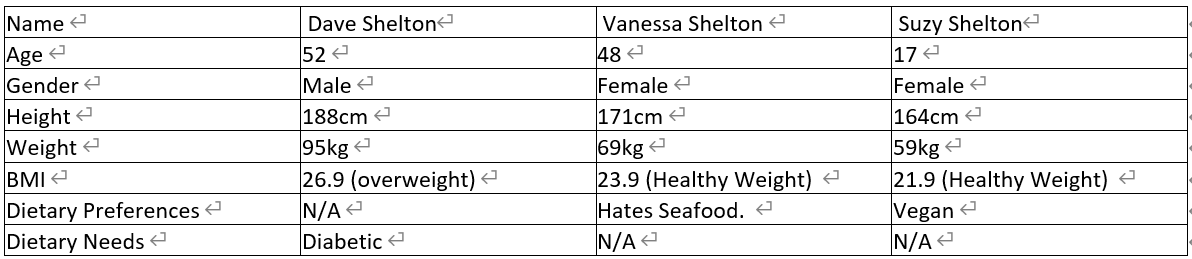 Name Dave Shelton Vanessa Shelton Suzy Shelton
Age 52 48 17
Gender Male Female Female
Height 188cm 171cm 164cm
Weight 95kg 69kg 59kg
BMI 26.9 (overweight) 23.9 (Healthy Weight) 21.9 (Healthy Weight)
Dietary Preferences N/A Hates Seafood. Vegan
Dietary Needs Diabetic N/A N/A